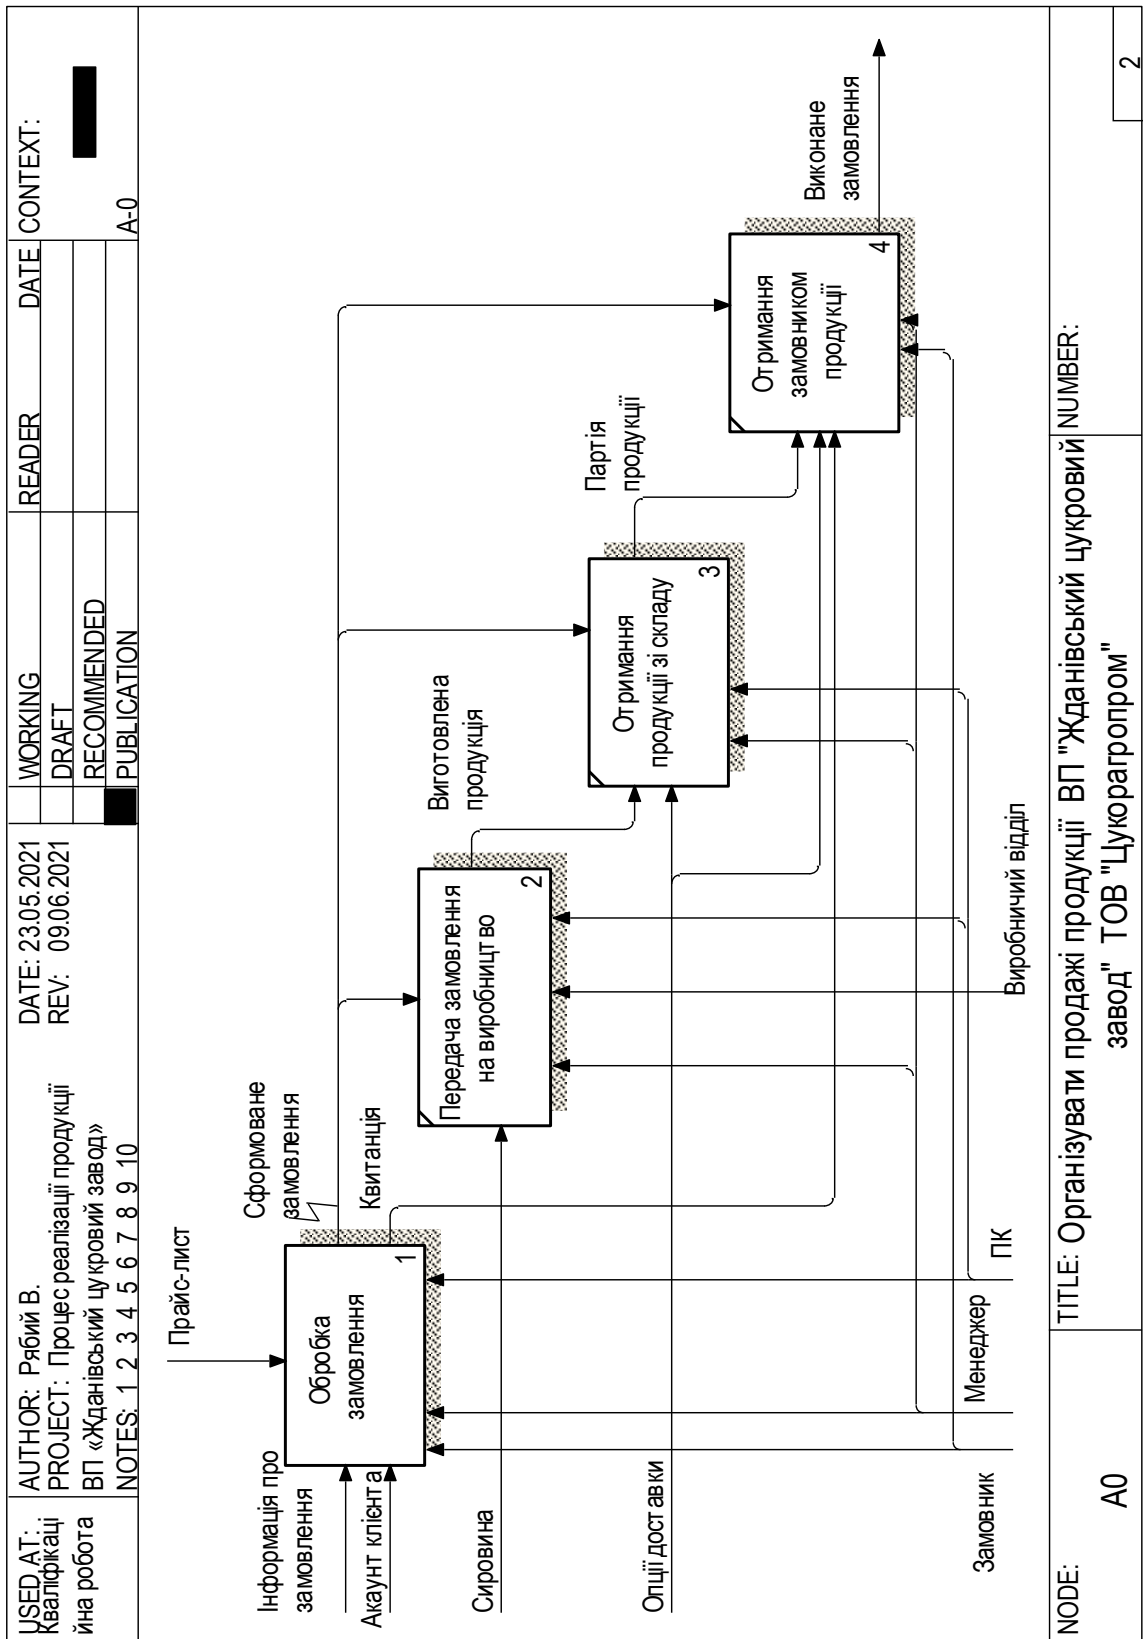 USED AT:
Кваліфікаці
йна робота
AUTHOR: Рябий В.
PROJECT: Процес реалізації продукції
ВП «Жданівський цукровий завод»
NOTES: 1 2 3 4 5 6 7 8 9 10
DATE: 23.05.2021
REV: 09.06.2021
WORKING
DRAFT
RECOMMENDED
PUBLICATION
READER
DATE
CONTEXT:
A-0
Прайс-лист
Інформація про
замовлення
Акаунт клієнта
Обробка
замовлення
1
Сформоване
замовлення
Квитанція
Сировина
Передача замовлення
на виробництво
2
Виготовлена
продукція
Опції доставки
Отримання
продукції зі складу
3
Партія
продукції
Отримання
замовником
продукції
4
Виконане
замовлення
Замовник
Менеджер
ПК
Виробничий відділ
NODE:
A0
TITLE: Організувати продажі продукції ВП "Жданівський цукровий
завод" ТОВ "Цукорагропром"
NUMBER:
2